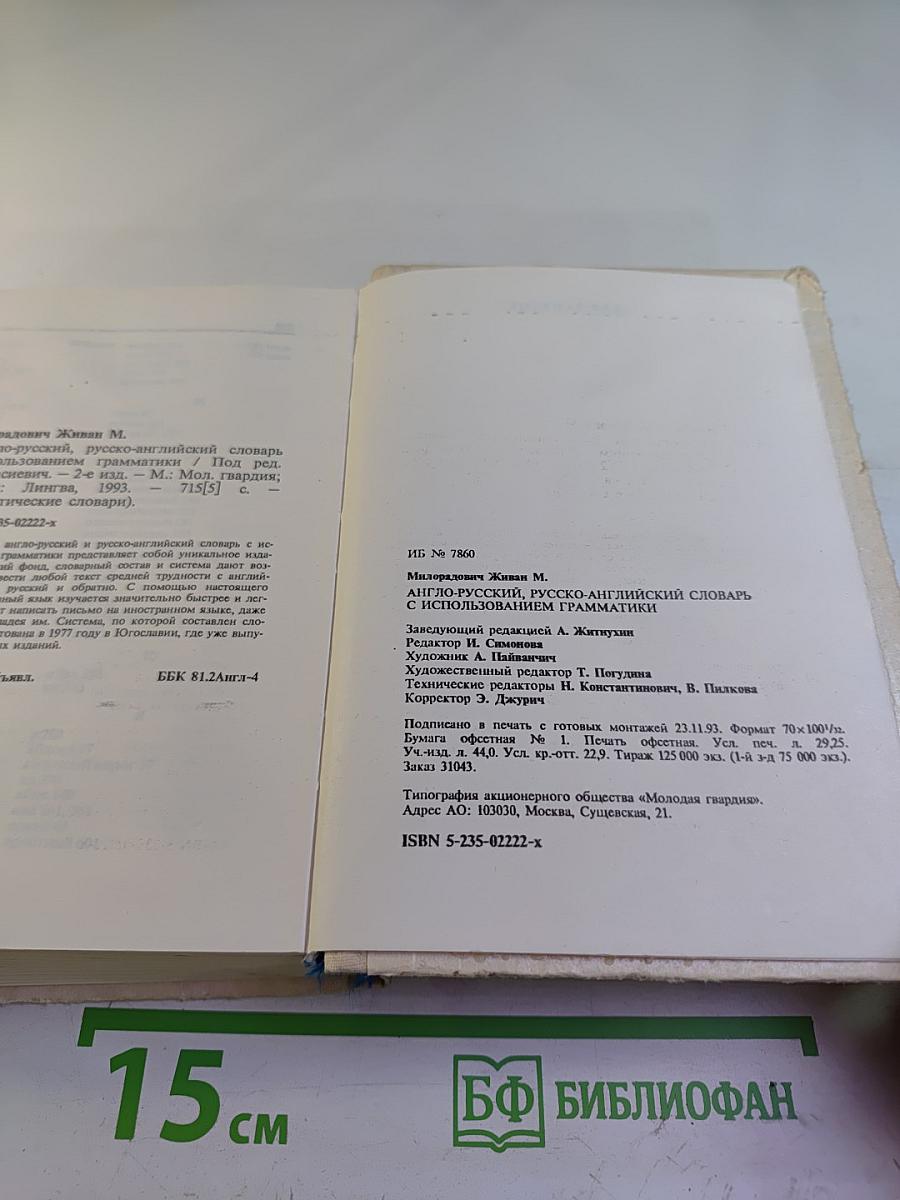 радович Живан М.
ло-русский, русско-английский словарь
ользованием грамматики / Под ред.
сиевич. — 2-е изд. — М.: Мол. гвардия;
: Лингва, 1993. — 715[5] с. —
тические словари).
35-02222-х
англо-русский и русско-английский словарь с ис-
грамматики представляет собой уникальное изда-
ий фонд, словарный состав и система дают воз-
вести любой текст средней трудности с англий-
русский и обратно. С помощью настоящего
ный язык изучается значительно быстрее и лег-
т написать письмо на иностранном языке, даже
ладея им. Система, по которой составлен сло-
тована в 1977 году в Югославии, где уже выпу-
их изданий.
ъявл. ББК 81.2Англ-4
ИБ № 7860
Милорадович Живан М.
АНГЛО-РУССКИЙ, РУССКО-АНГЛИЙСКИЙ СЛОВАРЬ
С ИСПОЛЬЗОВАНИЕМ ГРАММАТИКИ
Заведующий редакцией А. Житнухин
Редактор И. Симонова
Художник А. Пайванчич
Художественный редактор Т. Погудина
Технические редакторы Н. Константинович, В. Пилкова
Корректор Э. Джурич
Подписано в печать с готовых монтажей 23.11.93. Формат 70×100¹/₃₂.
Бумага офсетная № 1. Печать офсетная. Усл. печ. л. 29,25.
Уч.-изд. л. 44,0. Усл. кр.-отт. 22,9. Тираж 125 000 экз. (1-й з-д 75 000 экз.).
Заказ 31043.
Типография акционерного общества «Молодая гвардия».
Адрес АО: 103030, Москва, Сущевская, 21.
ISBN 5-235-02222-х
15 см
БФ БИБЛИОФАН